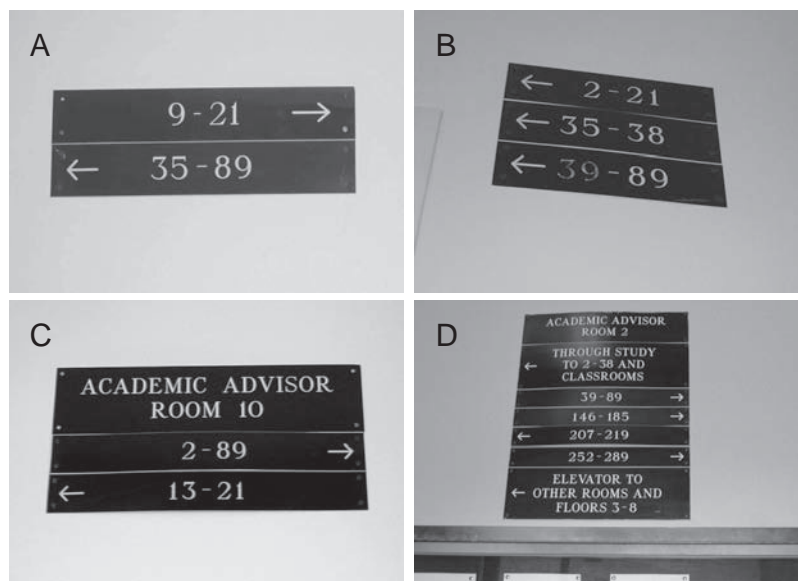 A
9-21 →
← 35-89
B
← 2-21
← 35-38
← 39-89
C
ACADEMIC ADVISOR
ROOM 10
2-89 →
← 13-21
D
ACADEMIC ADVISOR
ROOM 2
THROUGH STUDY
← TO 2-38 AND
CLASSROOMS
39-89 →
146-185 →
← 207-219
252-289 →
ELEVATOR TO
← OTHER ROOMS AND
FLOORS 3-8